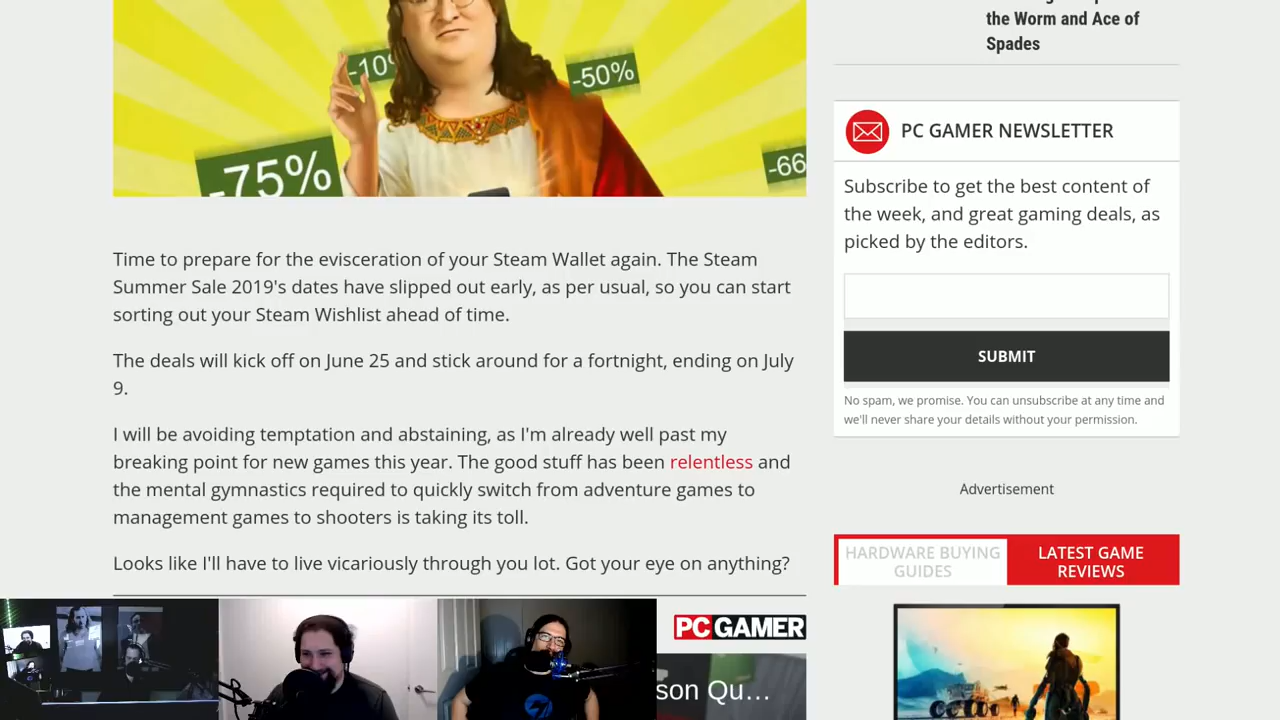 -10%
-50%
-75%
-66
Time to prepare for the evisceration of your Steam Wallet again. The Steam
Summer Sale 2019's dates have slipped out early, as per usual, so you can start
sorting out your Steam Wishlist ahead of time.
The deals will kick off on June 25 and stick around for a fortnight, ending on July
9.
I will be avoiding temptation and abstaining, as I'm already well past my
breaking point for new games this year. The good stuff has been relentless and
the mental gymnastics required to quickly switch from adventure games to
management games to shooters is taking its toll.
Looks like I'll have to live vicariously through you lot. Got your eye on anything?
PC GAMER
son Qu...
the Worm and Ace of
Spades
PC GAMER NEWSLETTER
Subscribe to get the best content of
the week, and great gaming deals, as
picked by the editors.
SUBMIT
No spam, we promise. You can unsubscribe at any time and
we'll never share your details without your permission.
Advertisement
HARDWARE BUYING
GUIDES
LATEST GAME
REVIEWS